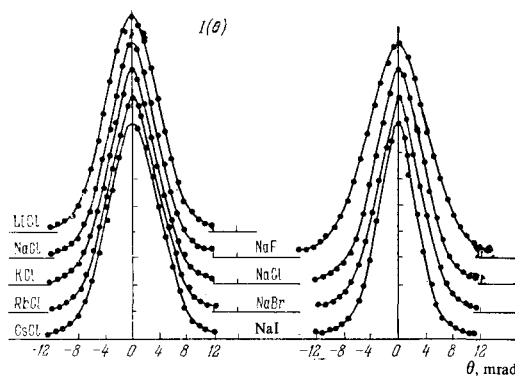 I(θ)
LiCl
NaCl
KCl
RbCl
CsCl
NaF
NaCl
NaBr
NaI
-12 -8 -4 0 4 8 12
-12 -8 -4 0 4 8 12
θ, mrad